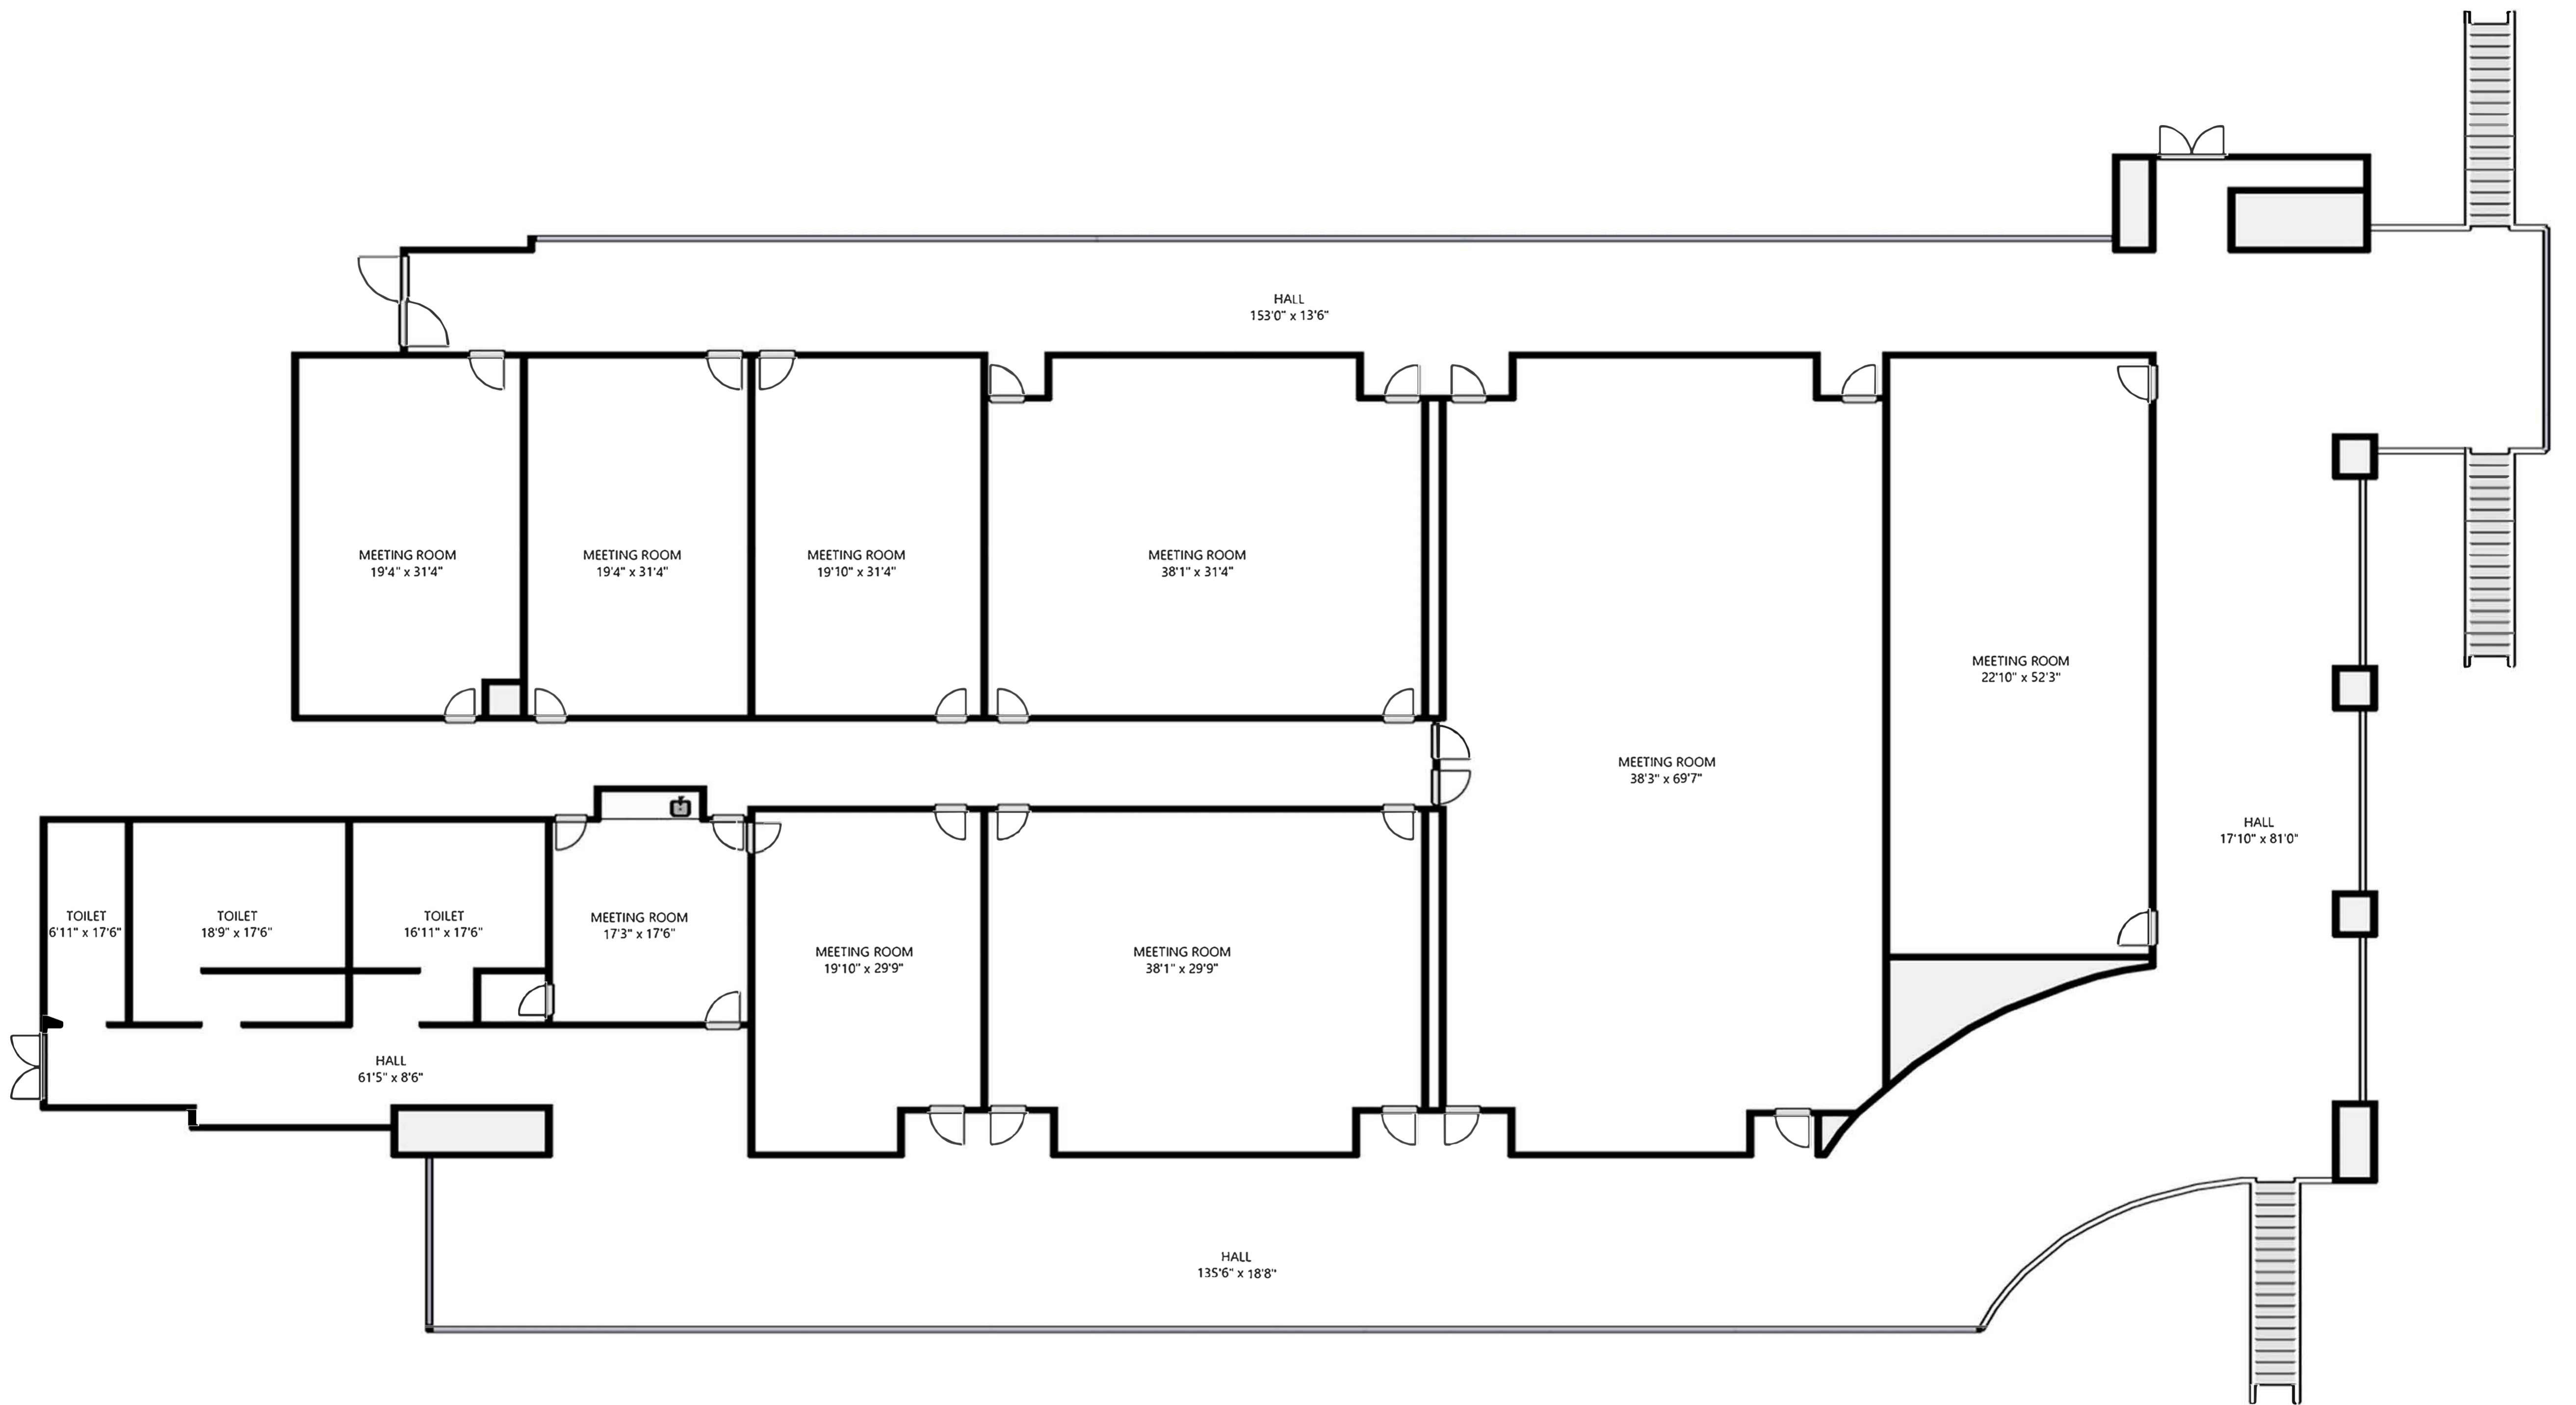 HALL
153'0" x 13'6"
MEETING ROOM
19'4" x 31'4"
MEETING ROOM
19'4" x 31'4"
MEETING ROOM
19'10" x 31'4"
MEETING ROOM
38'1" x 31'4"
MEETING ROOM
22'10" x 52'3"
MEETING ROOM
38'3" x 69'7"
HALL
17'10" x 81'0"
TOILET
6'11" x 17'6"
TOILET
18'9" x 17'6"
TOILET
16'11" x 17'6"
MEETING ROOM
17'3" x 17'6"
MEETING ROOM
19'10" x 29'9"
MEETING ROOM
38'1" x 29'9"
HALL
61'5" x 8'6"
HALL
135'6" x 18'8"